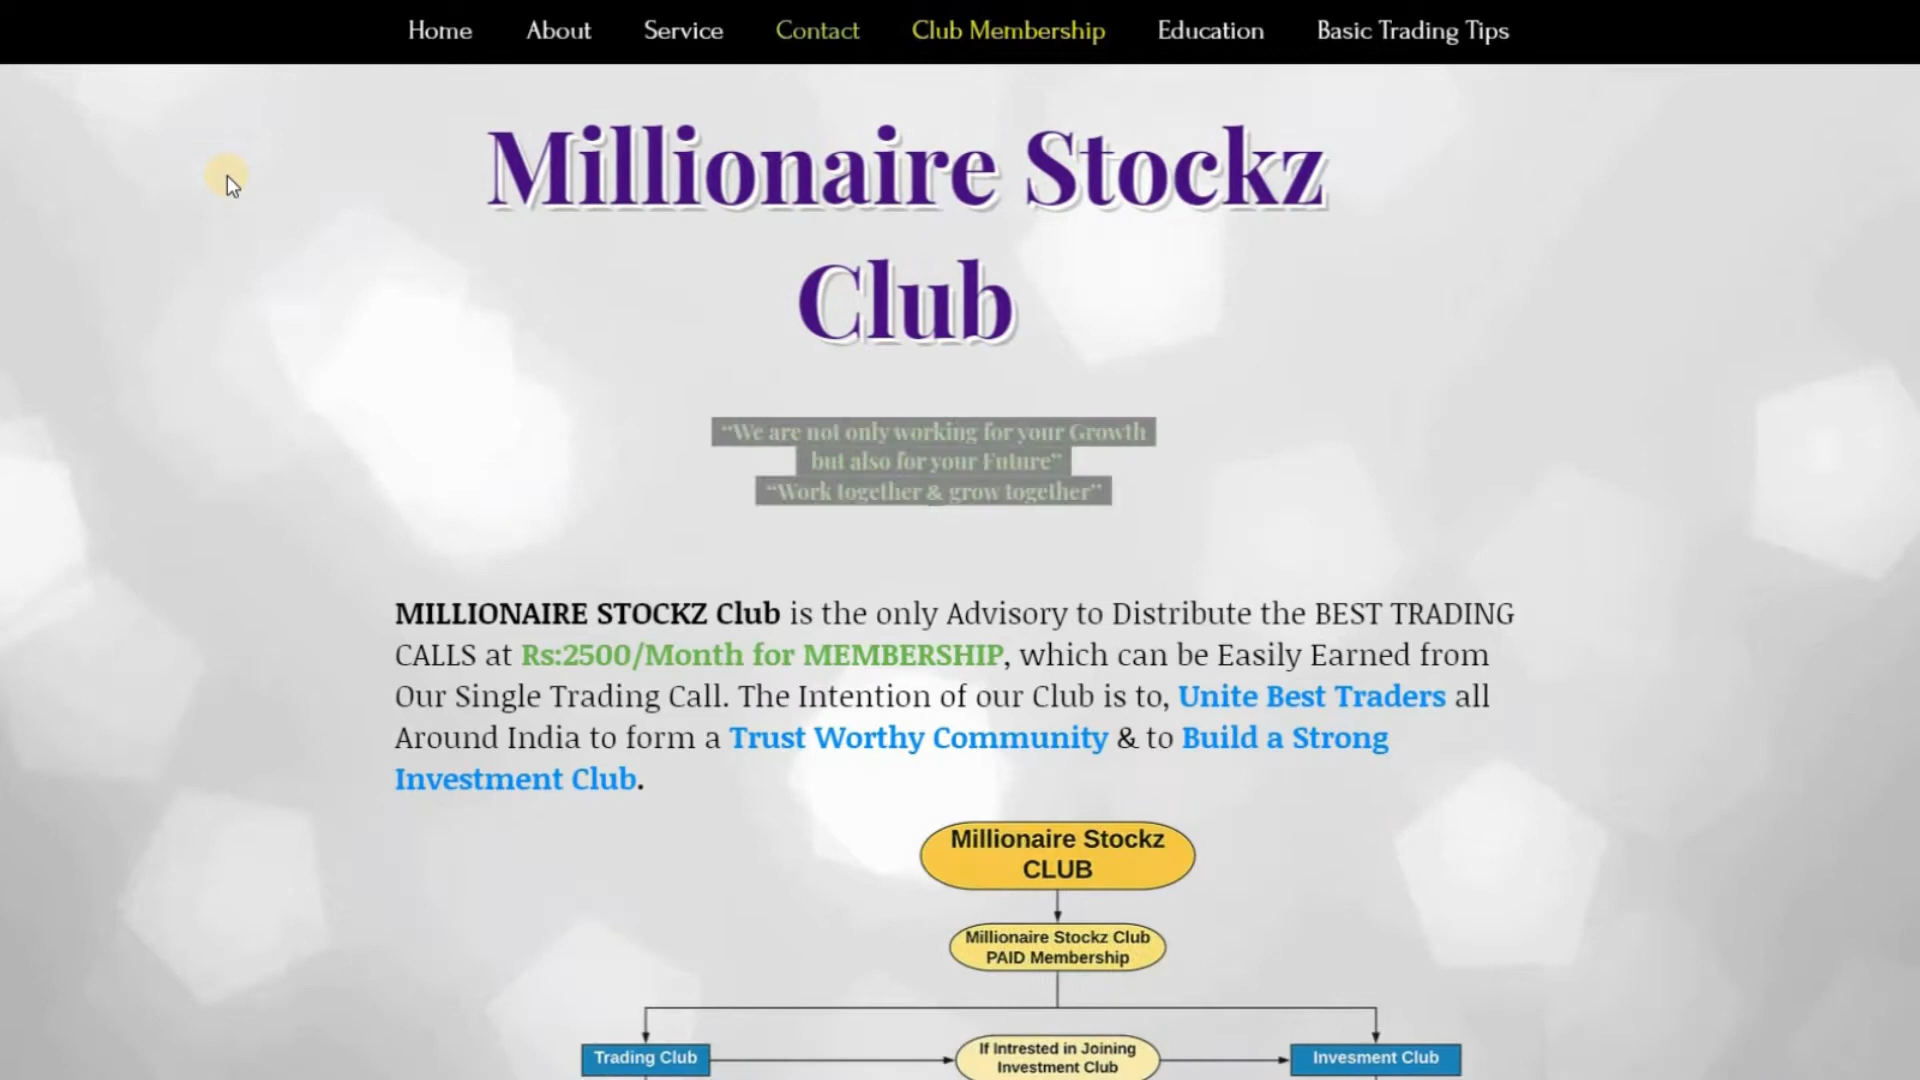 Home About Service Contact Club Membership Education Basic Trading Tips
Millionaire Stockz
Club
“We are not only working for your Growth
but also for your Future”
“Work together & grow together”
MILLIONAIRE STOCKZ Club is the only Advisory to Distribute the BEST TRADING
CALLS at Rs:2500/Month for MEMBERSHIP, which can be Easily Earned from
Our Single Trading Call. The Intention of our Club is to, Unite Best Traders all
Around India to form a Trust Worthy Community & to Build a Strong
Investment Club.
Millionaire Stockz
CLUB
Millionaire Stockz Club
PAID Membership
Trading Club
If Intrested in Joining
Investment Club
Invesment Club